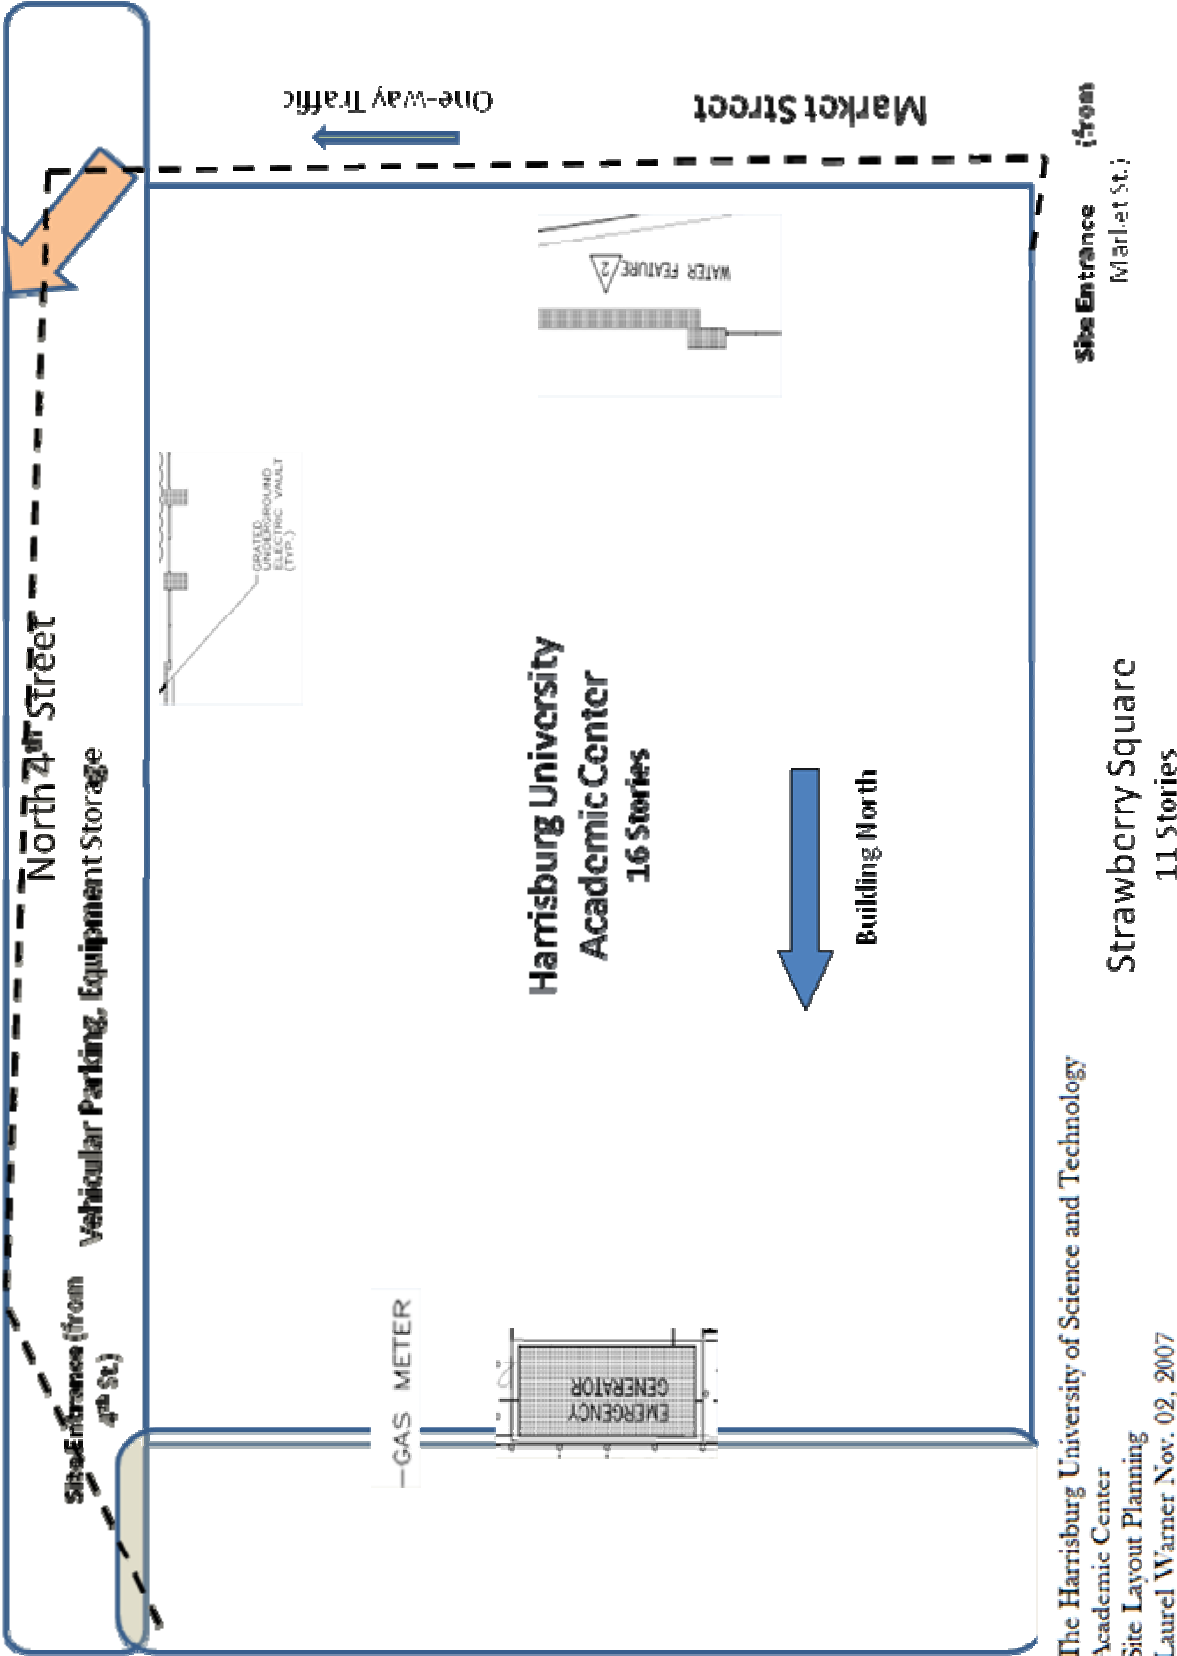 One-way Traffic
Market Street
Site Entrance (from
Market St.)
WATER FEATURE
2
GRATED
UNDERGROUND
ELECTRIC VAULT
(TYP.)
North 4th Street
Vehicular Parking, Equipment Storage
Site Entrance (from
4th St.)
Harrisburg University
Academic Center
16 Stories
Building North
GAS METER
EMERGENCY
GENERATOR
Strawberry Square
11 Stories
The Harrisburg University of Science and Technology
Academic Center
Site Layout Planning
Laurel Warner Nov. 02, 2007